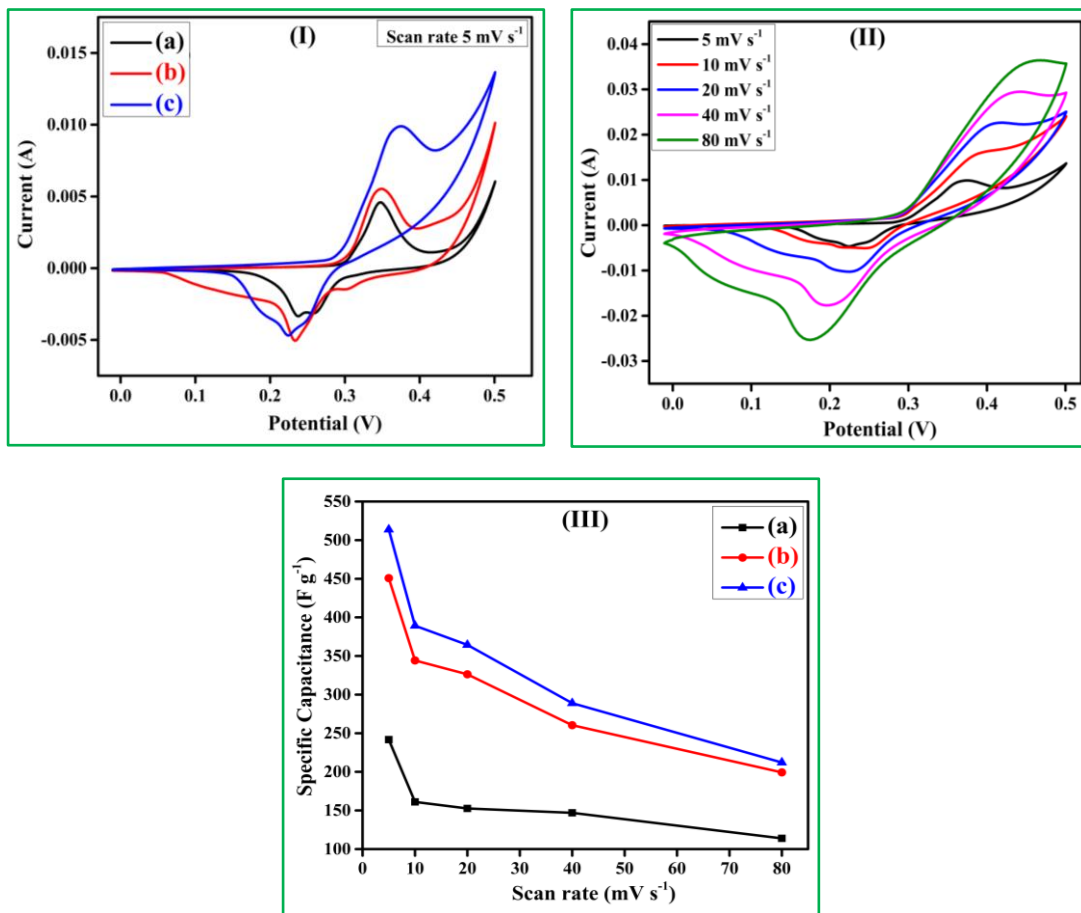 (I)
Scan rate 5 mV s⁻¹
(a)
(b)
(c)
0.015
0.010
0.005
0.000
-0.005
Current (A)
0.0 0.1 0.2 0.3 0.4 0.5
Potential (V)
(II)
5 mV s⁻¹
10 mV s⁻¹
20 mV s⁻¹
40 mV s⁻¹
80 mV s⁻¹
0.04
0.03
0.02
0.01
0.00
-0.01
-0.02
-0.03
Current (A)
0.0 0.1 0.2 0.3 0.4 0.5
Potential (V)
(III)
(a)
(b)
(c)
550
500
450
400
350
300
250
200
150
100
Specific Capacitance (F g⁻¹)
0 10 20 30 40 50 60 70 80
Scan rate (mV s⁻¹)